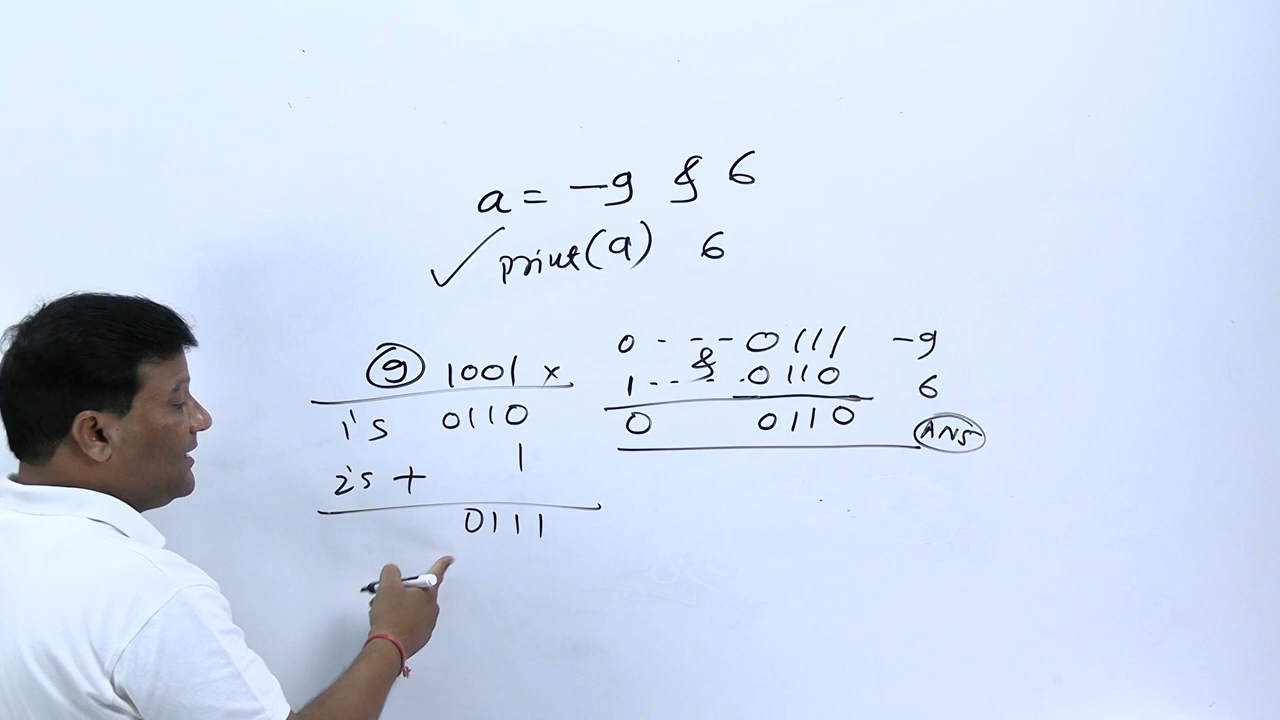 a = -9 & 6
✓ print(a) 6
9 1001 x
1's 0110
2's + 1
0111
0 - - - 0111 -9
&
1 - - - 0110 6
0 0110 ANS